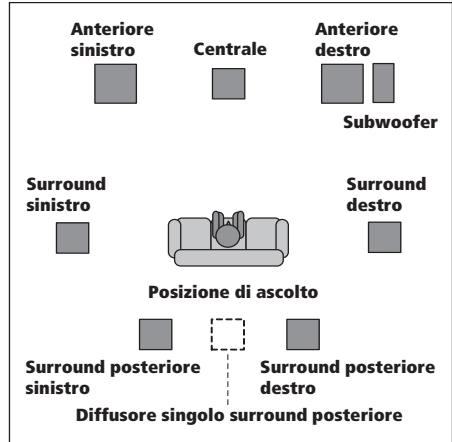 Anteriore
sinistro
Centrale
Anteriore
destro
Subwoofer
Surround
sinistro
Surround
destro
Posizione di ascolto
Surround posteriore
sinistro
Surround posteriore
destro
Diffusore singolo surround posteriore